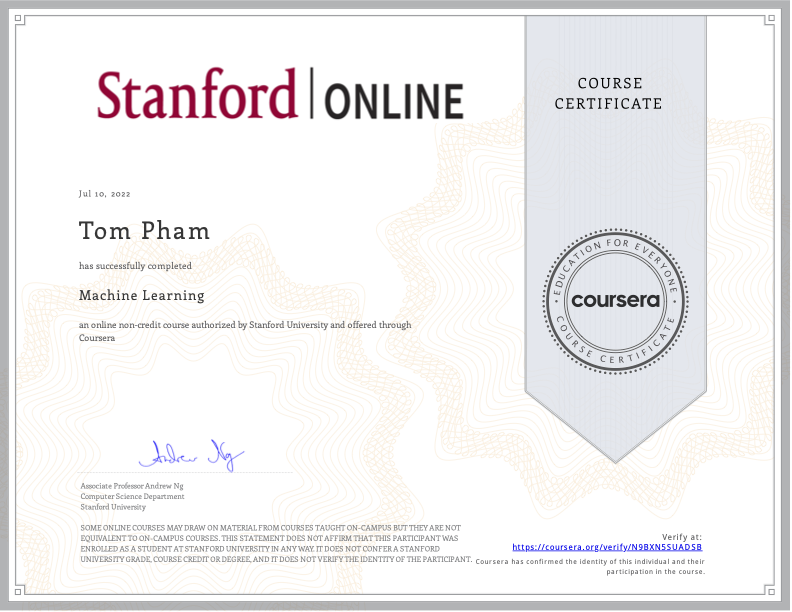 Stanford ONLINE
COURSE
CERTIFICATE
Jul 10, 2022
Tom Pham
has successfully completed
Machine Learning
an online non-credit course authorized by Stanford University and offered through
Coursera
EDUCATION FOR EVERYONE
coursera
COURSE CERTIFICATE
Andrew Ng
Associate Professor Andrew Ng
Computer Science Department
Stanford University
SOME ONLINE COURSES MAY DRAW ON MATERIAL FROM COURSES TAUGHT ON-CAMPUS BUT THEY ARE NOT
EQUIVALENT TO ON-CAMPUS COURSES. THIS STATEMENT DOES NOT AFFIRM THAT THIS PARTICIPANT WAS
ENROLLED AS A STUDENT AT STANFORD UNIVERSITY IN ANY WAY. IT DOES NOT CONFER A STANFORD
UNIVERSITY GRADE, COURSE CREDIT OR DEGREE, AND IT DOES NOT VERIFY THE IDENTITY OF THE PARTICIPANT.
Verify at:
https://coursera.org/verify/N9BXN5SUADSB
Coursera has confirmed the identity of this individual and their
participation in the course.